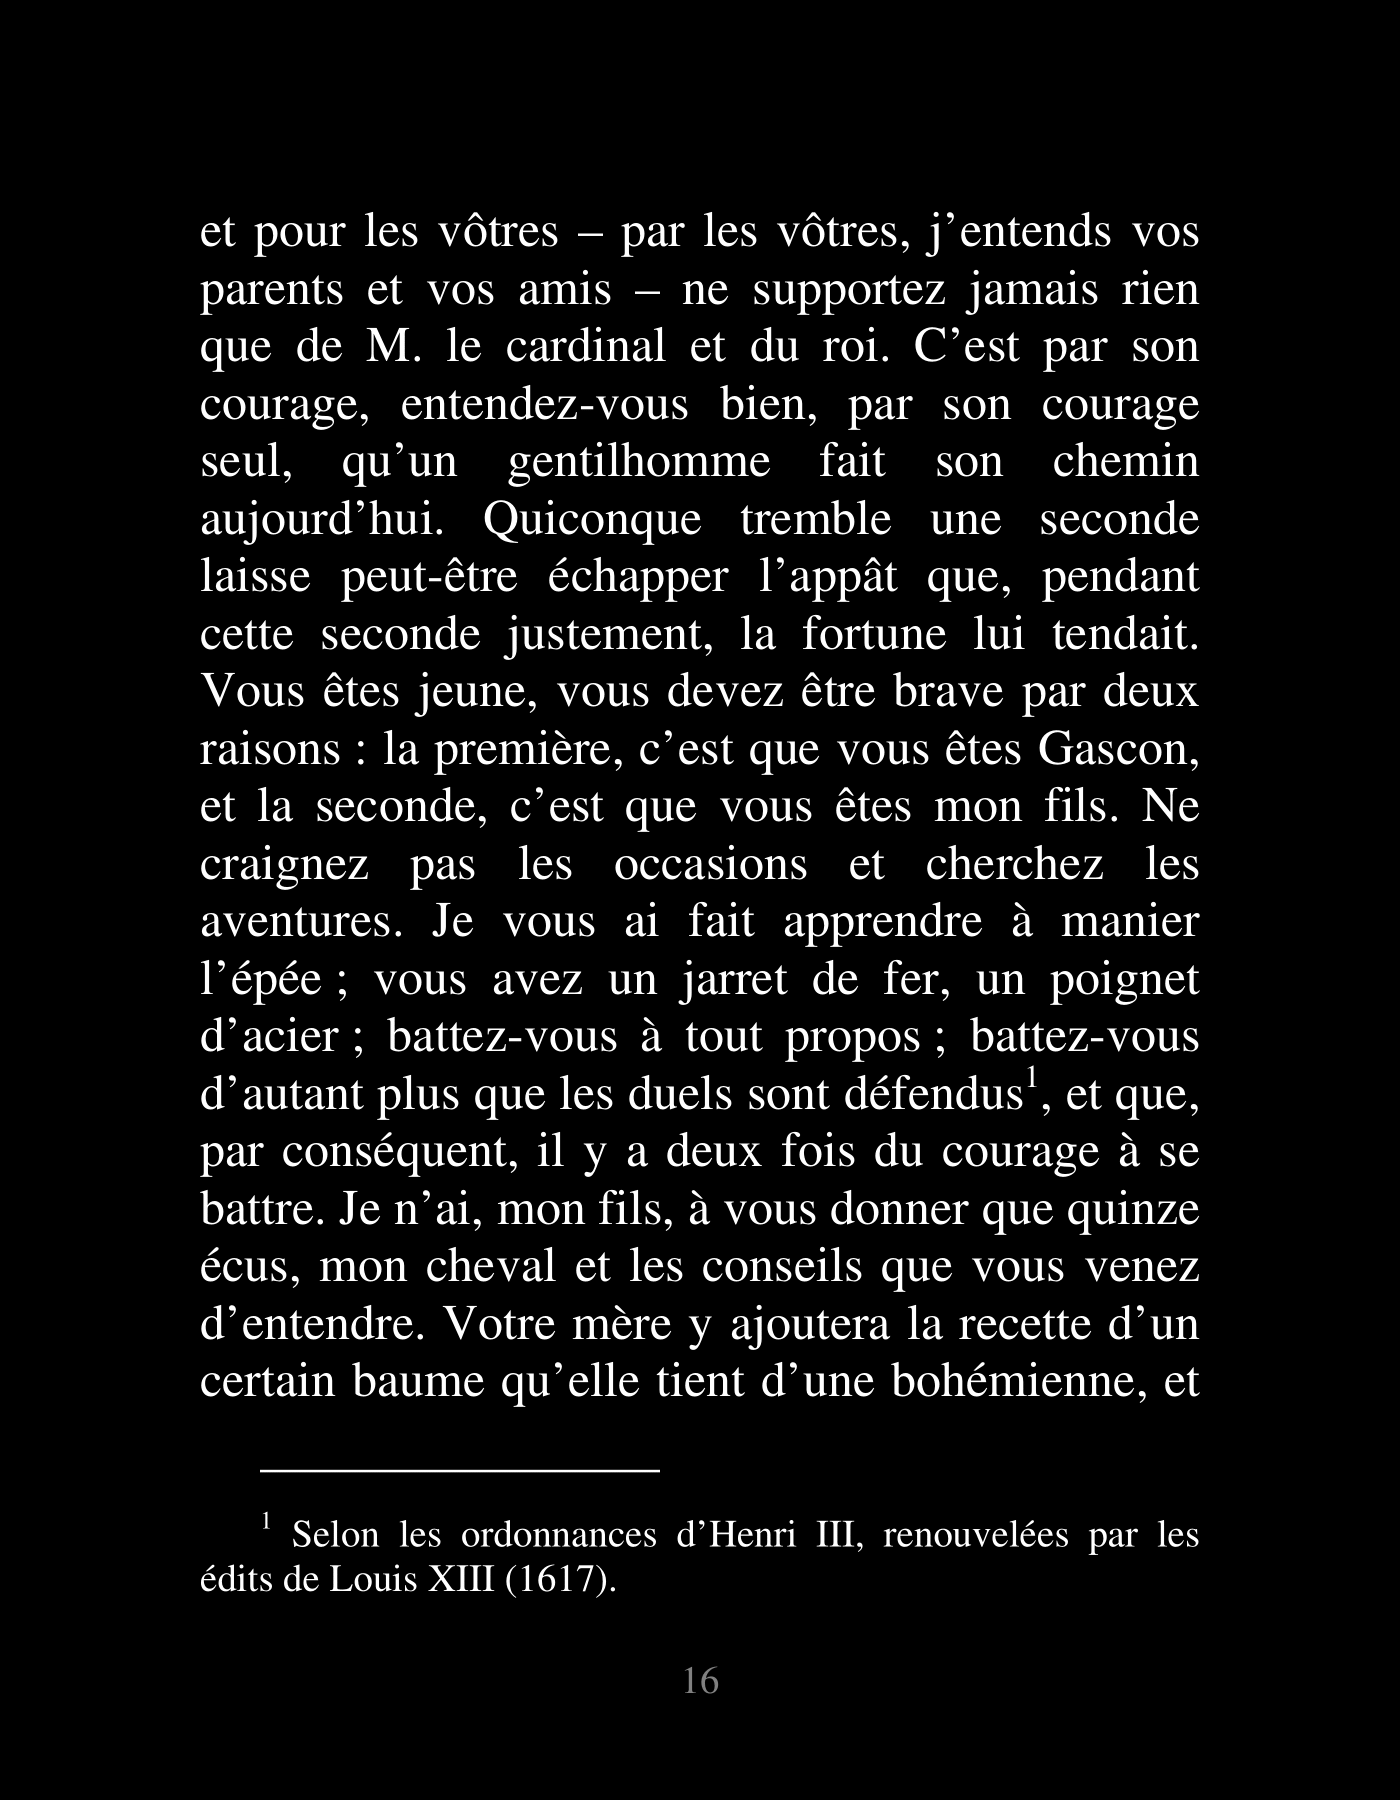 et pour les vôtres – par les vôtres, j’entends vos
parents et vos amis – ne supportez jamais rien
que de M. le cardinal et du roi. C’est par son
courage, entendez-vous bien, par son courage
seul, qu’un gentilhomme fait son chemin
aujourd’hui. Quiconque tremble une seconde
laisse peut-être échapper l’appât que, pendant
cette seconde justement, la fortune lui tendait.
Vous êtes jeune, vous devez être brave par deux
raisons : la première, c’est que vous êtes Gascon,
et la seconde, c’est que vous êtes mon fils. Ne
craignez pas les occasions et cherchez les
aventures. Je vous ai fait apprendre à manier
l’épée ; vous avez un jarret de fer, un poignet
d’acier ; battez-vous à tout propos ; battez-vous
d’autant plus que les duels sont défendus¹, et que,
par conséquent, il y a deux fois du courage à se
battre. Je n’ai, mon fils, à vous donner que quinze
écus, mon cheval et les conseils que vous venez
d’entendre. Votre mère y ajoutera la recette d’un
certain baume qu’elle tient d’une bohémienne, et
¹ Selon les ordonnances d’Henri III, renouvelées par les
édits de Louis XIII (1617).
16